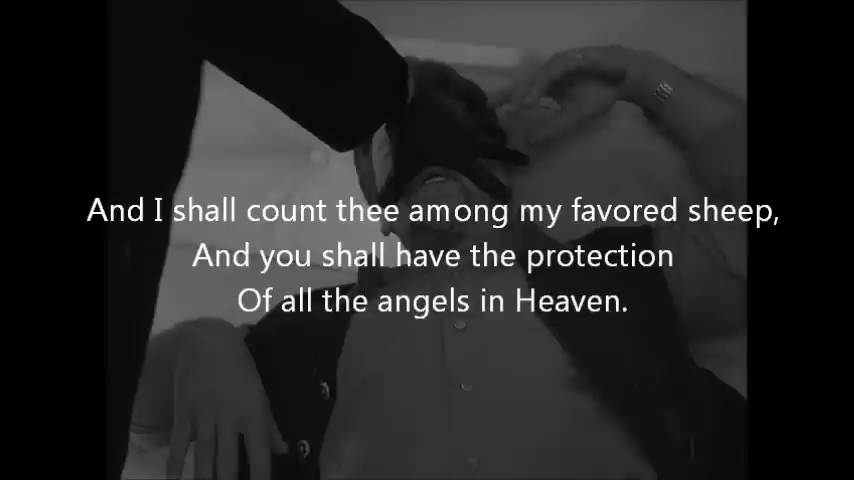 And I shall count thee among my favored sheep,
And you shall have the protection
Of all the angels in Heaven.